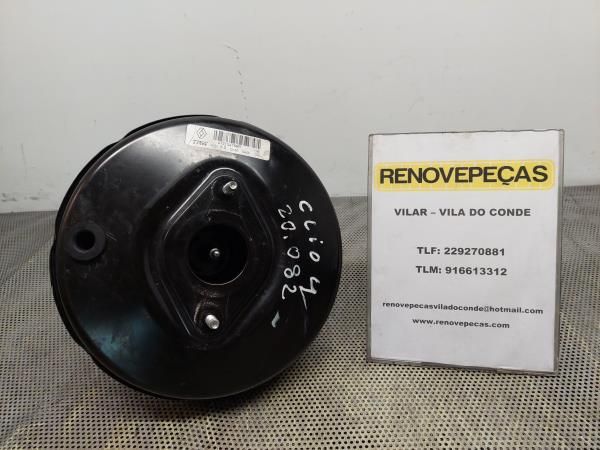 TRW
CLIO 4
20.082
RENOVEPEÇAS
VILAR – VILA DO CONDE
TLF: 229270881
TLM: 916613312
renovepecasviladoconde@hotmail.com
www.renovepecas.com